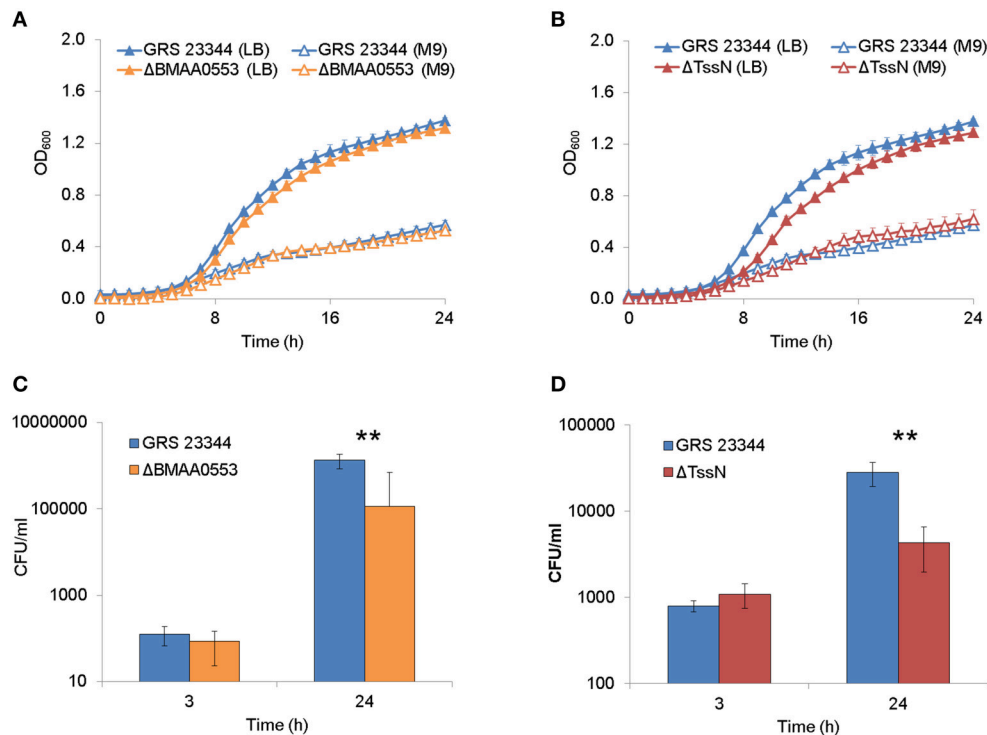 A
GRS 23344 (LB) GRS 23344 (M9)
ΔBMAA0553 (LB) ΔBMAA0553 (M9)
2.0
1.6
1.2
0.8
0.4
0.0
OD600
0 8 16 24
Time (h)
B
GRS 23344 (LB) GRS 23344 (M9)
ΔTssN (LB) ΔTssN (M9)
2.0
1.6
1.2
0.8
0.4
0.0
OD600
0 8 16 24
Time (h)
C
10000000
100000
1000
10
CFU/ml
GRS 23344
ΔBMAA0553
**
3 24
Time (h)
D
100000
10000
1000
100
CFU/ml
GRS 23344
ΔTssN
**
3 24
Time (h)